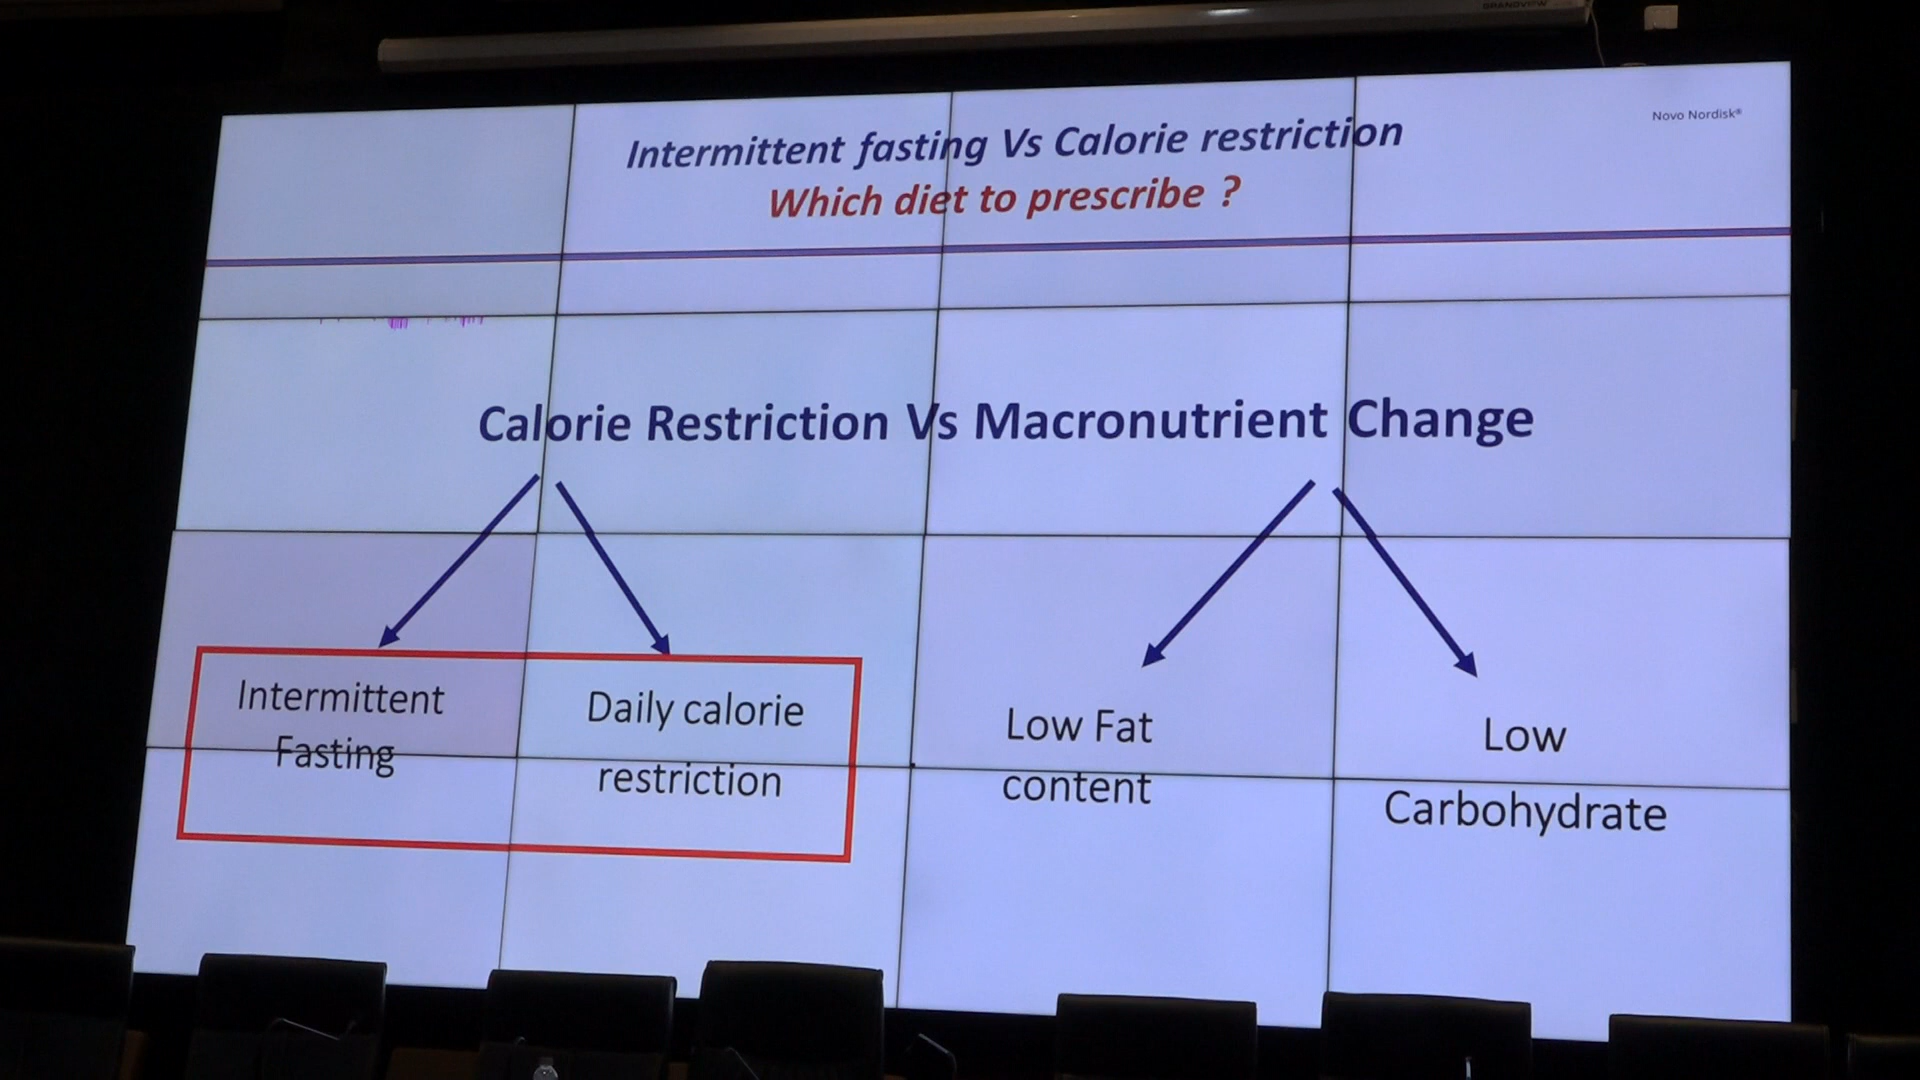 GRANDVIEW
Novo Nordisk®
Intermittent fasting Vs Calorie restriction
Which diet to prescribe ?
Calorie Restriction Vs Macronutrient Change
Intermittent
Fasting
Daily calorie
restriction
Low Fat
content
Low
Carbohydrate